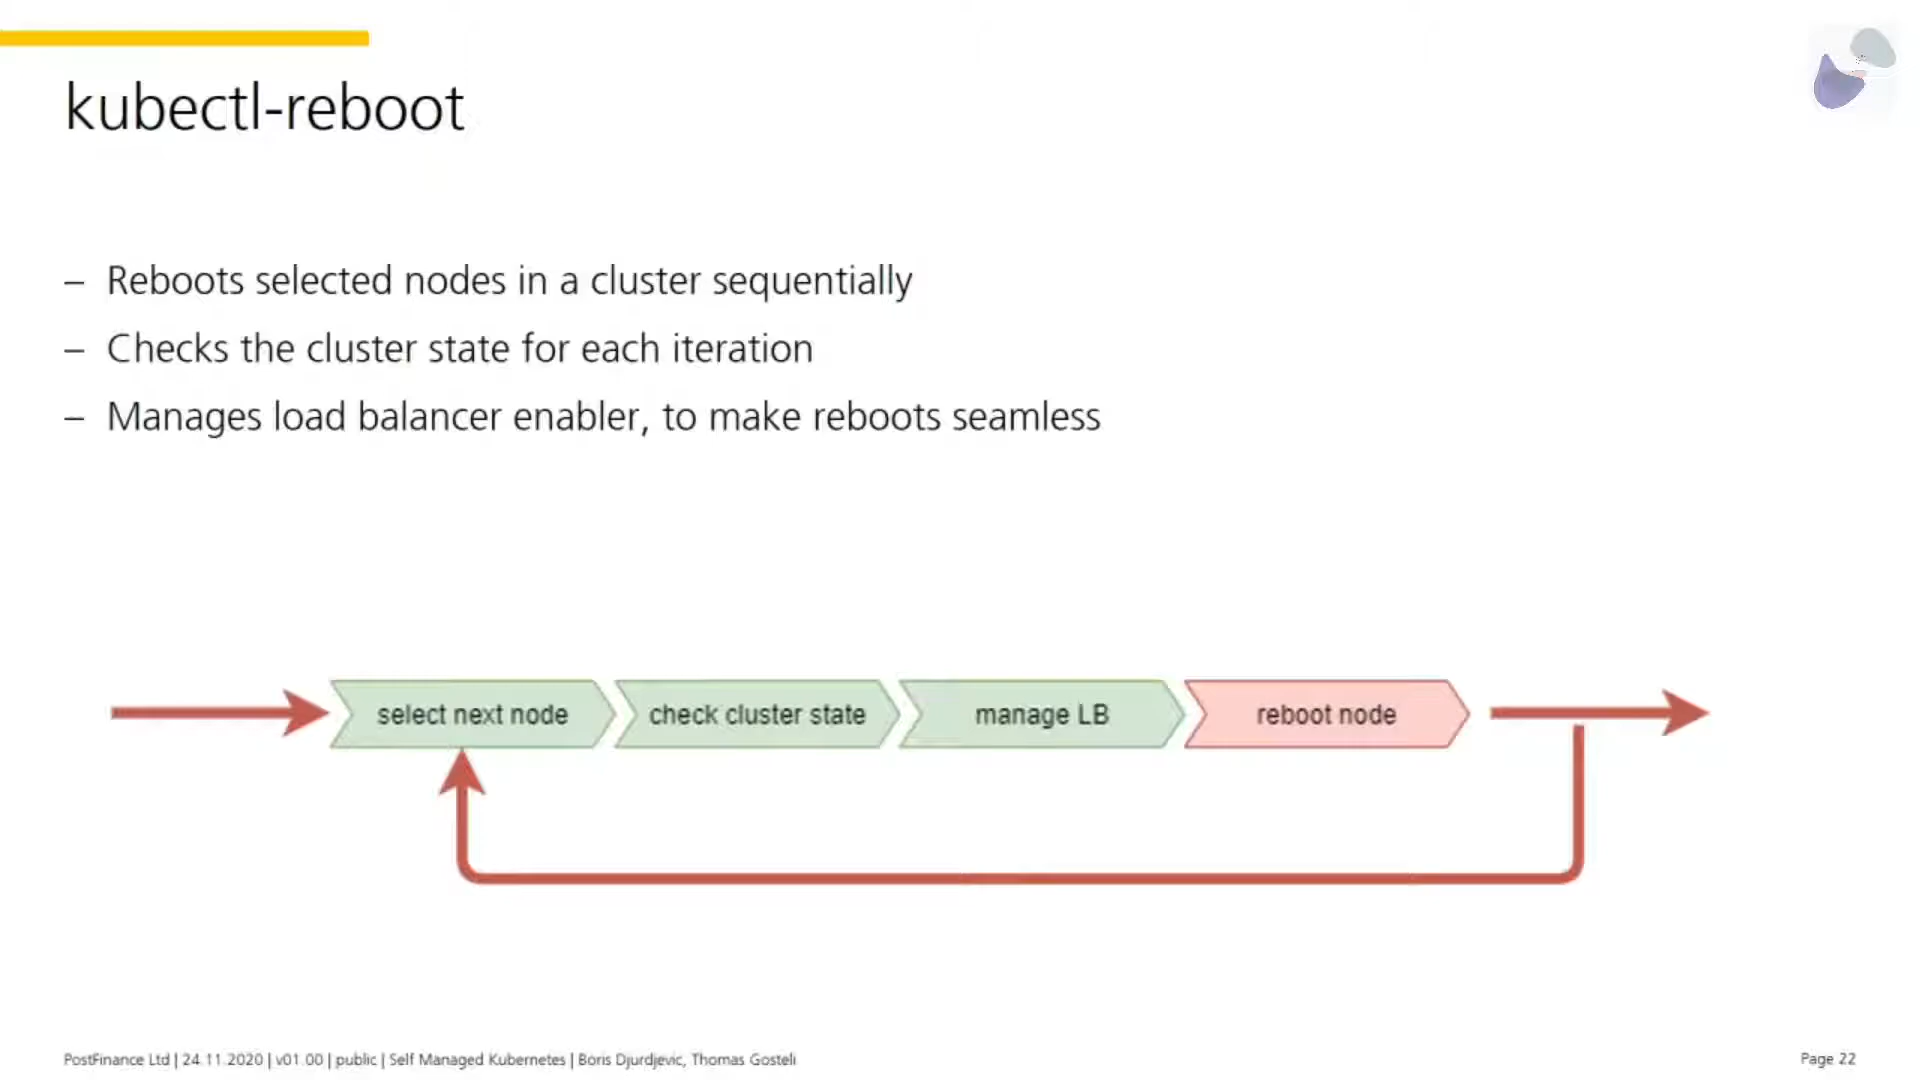 kubectl-reboot
– Reboots selected nodes in a cluster sequentially
– Checks the cluster state for each iteration
– Manages load balancer enabler, to make reboots seamless
select next node
check cluster state
manage LB
reboot node
PostFinance Ltd | 24.11.2020 | v01.00 | public | Self Managed Kubernetes | Boris Djurdjevic, Thomas Gosteli
Page 22